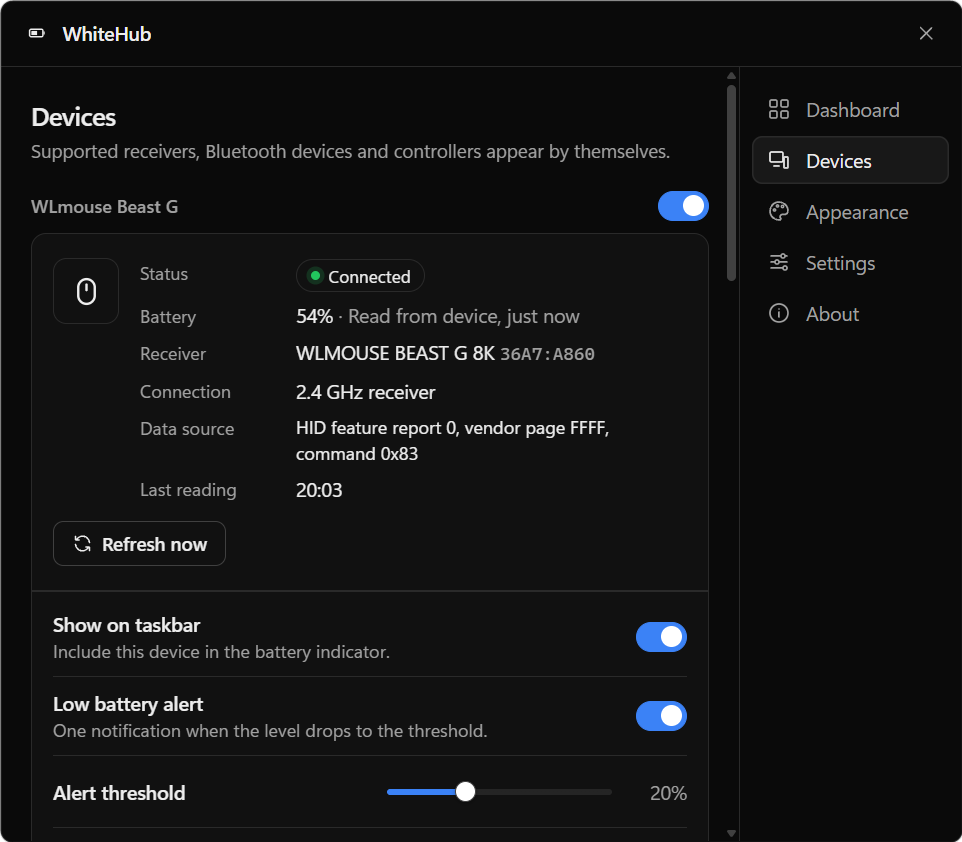 WhiteHub
Devices
Supported receivers, Bluetooth devices and controllers appear by themselves.
WLmouse Beast G
Status
Connected
Battery
54% · Read from device, just now
Receiver
WLMOUSE BEAST G 8K 36A7:A860
Connection
2.4 GHz receiver
Data source
HID feature report 0, vendor page FFFF,
command 0x83
Last reading
20:03
Refresh now
Show on taskbar
Include this device in the battery indicator.
Low battery alert
One notification when the level drops to the threshold.
Alert threshold
20%
Dashboard
Devices
Appearance
Settings
About